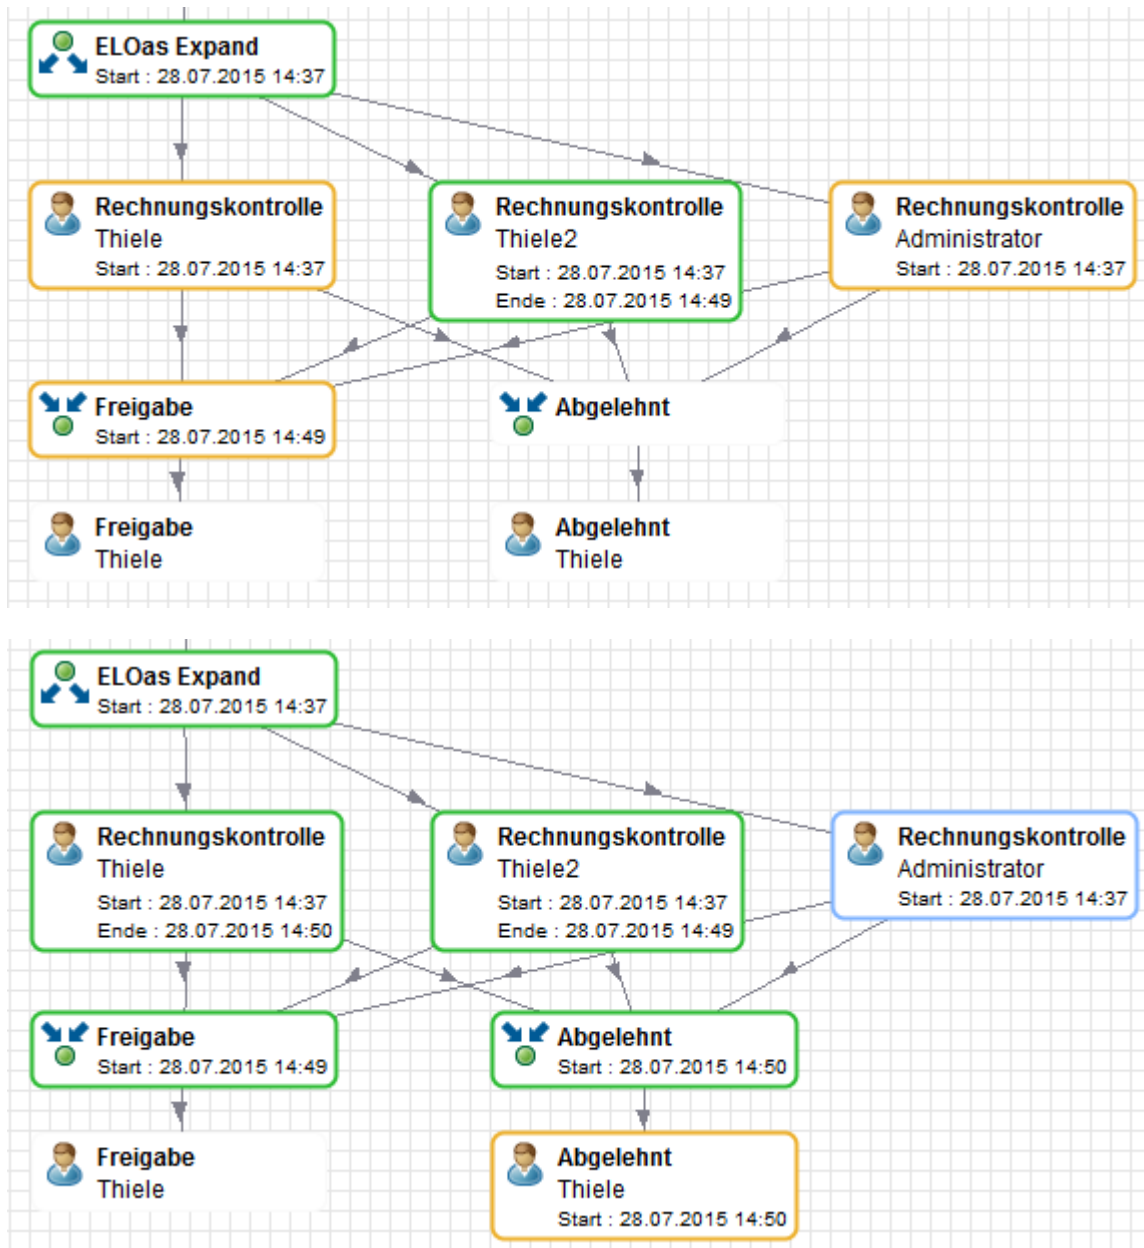 ELOas Expand
Start : 28.07.2015 14:37
Rechnungskontrolle
Thiele
Start : 28.07.2015 14:37
Rechnungskontrolle
Thiele2
Start : 28.07.2015 14:37
Ende : 28.07.2015 14:49
Rechnungskontrolle
Administrator
Start : 28.07.2015 14:37
Freigabe
Start : 28.07.2015 14:49
Abgelehnt
Freigabe
Thiele
Abgelehnt
Thiele
ELOas Expand
Start : 28.07.2015 14:37
Rechnungskontrolle
Thiele
Start : 28.07.2015 14:37
Ende : 28.07.2015 14:50
Rechnungskontrolle
Thiele2
Start : 28.07.2015 14:37
Ende : 28.07.2015 14:49
Rechnungskontrolle
Administrator
Start : 28.07.2015 14:37
Freigabe
Start : 28.07.2015 14:49
Abgelehnt
Start : 28.07.2015 14:50
Freigabe
Thiele
Abgelehnt
Thiele
Start : 28.07.2015 14:50